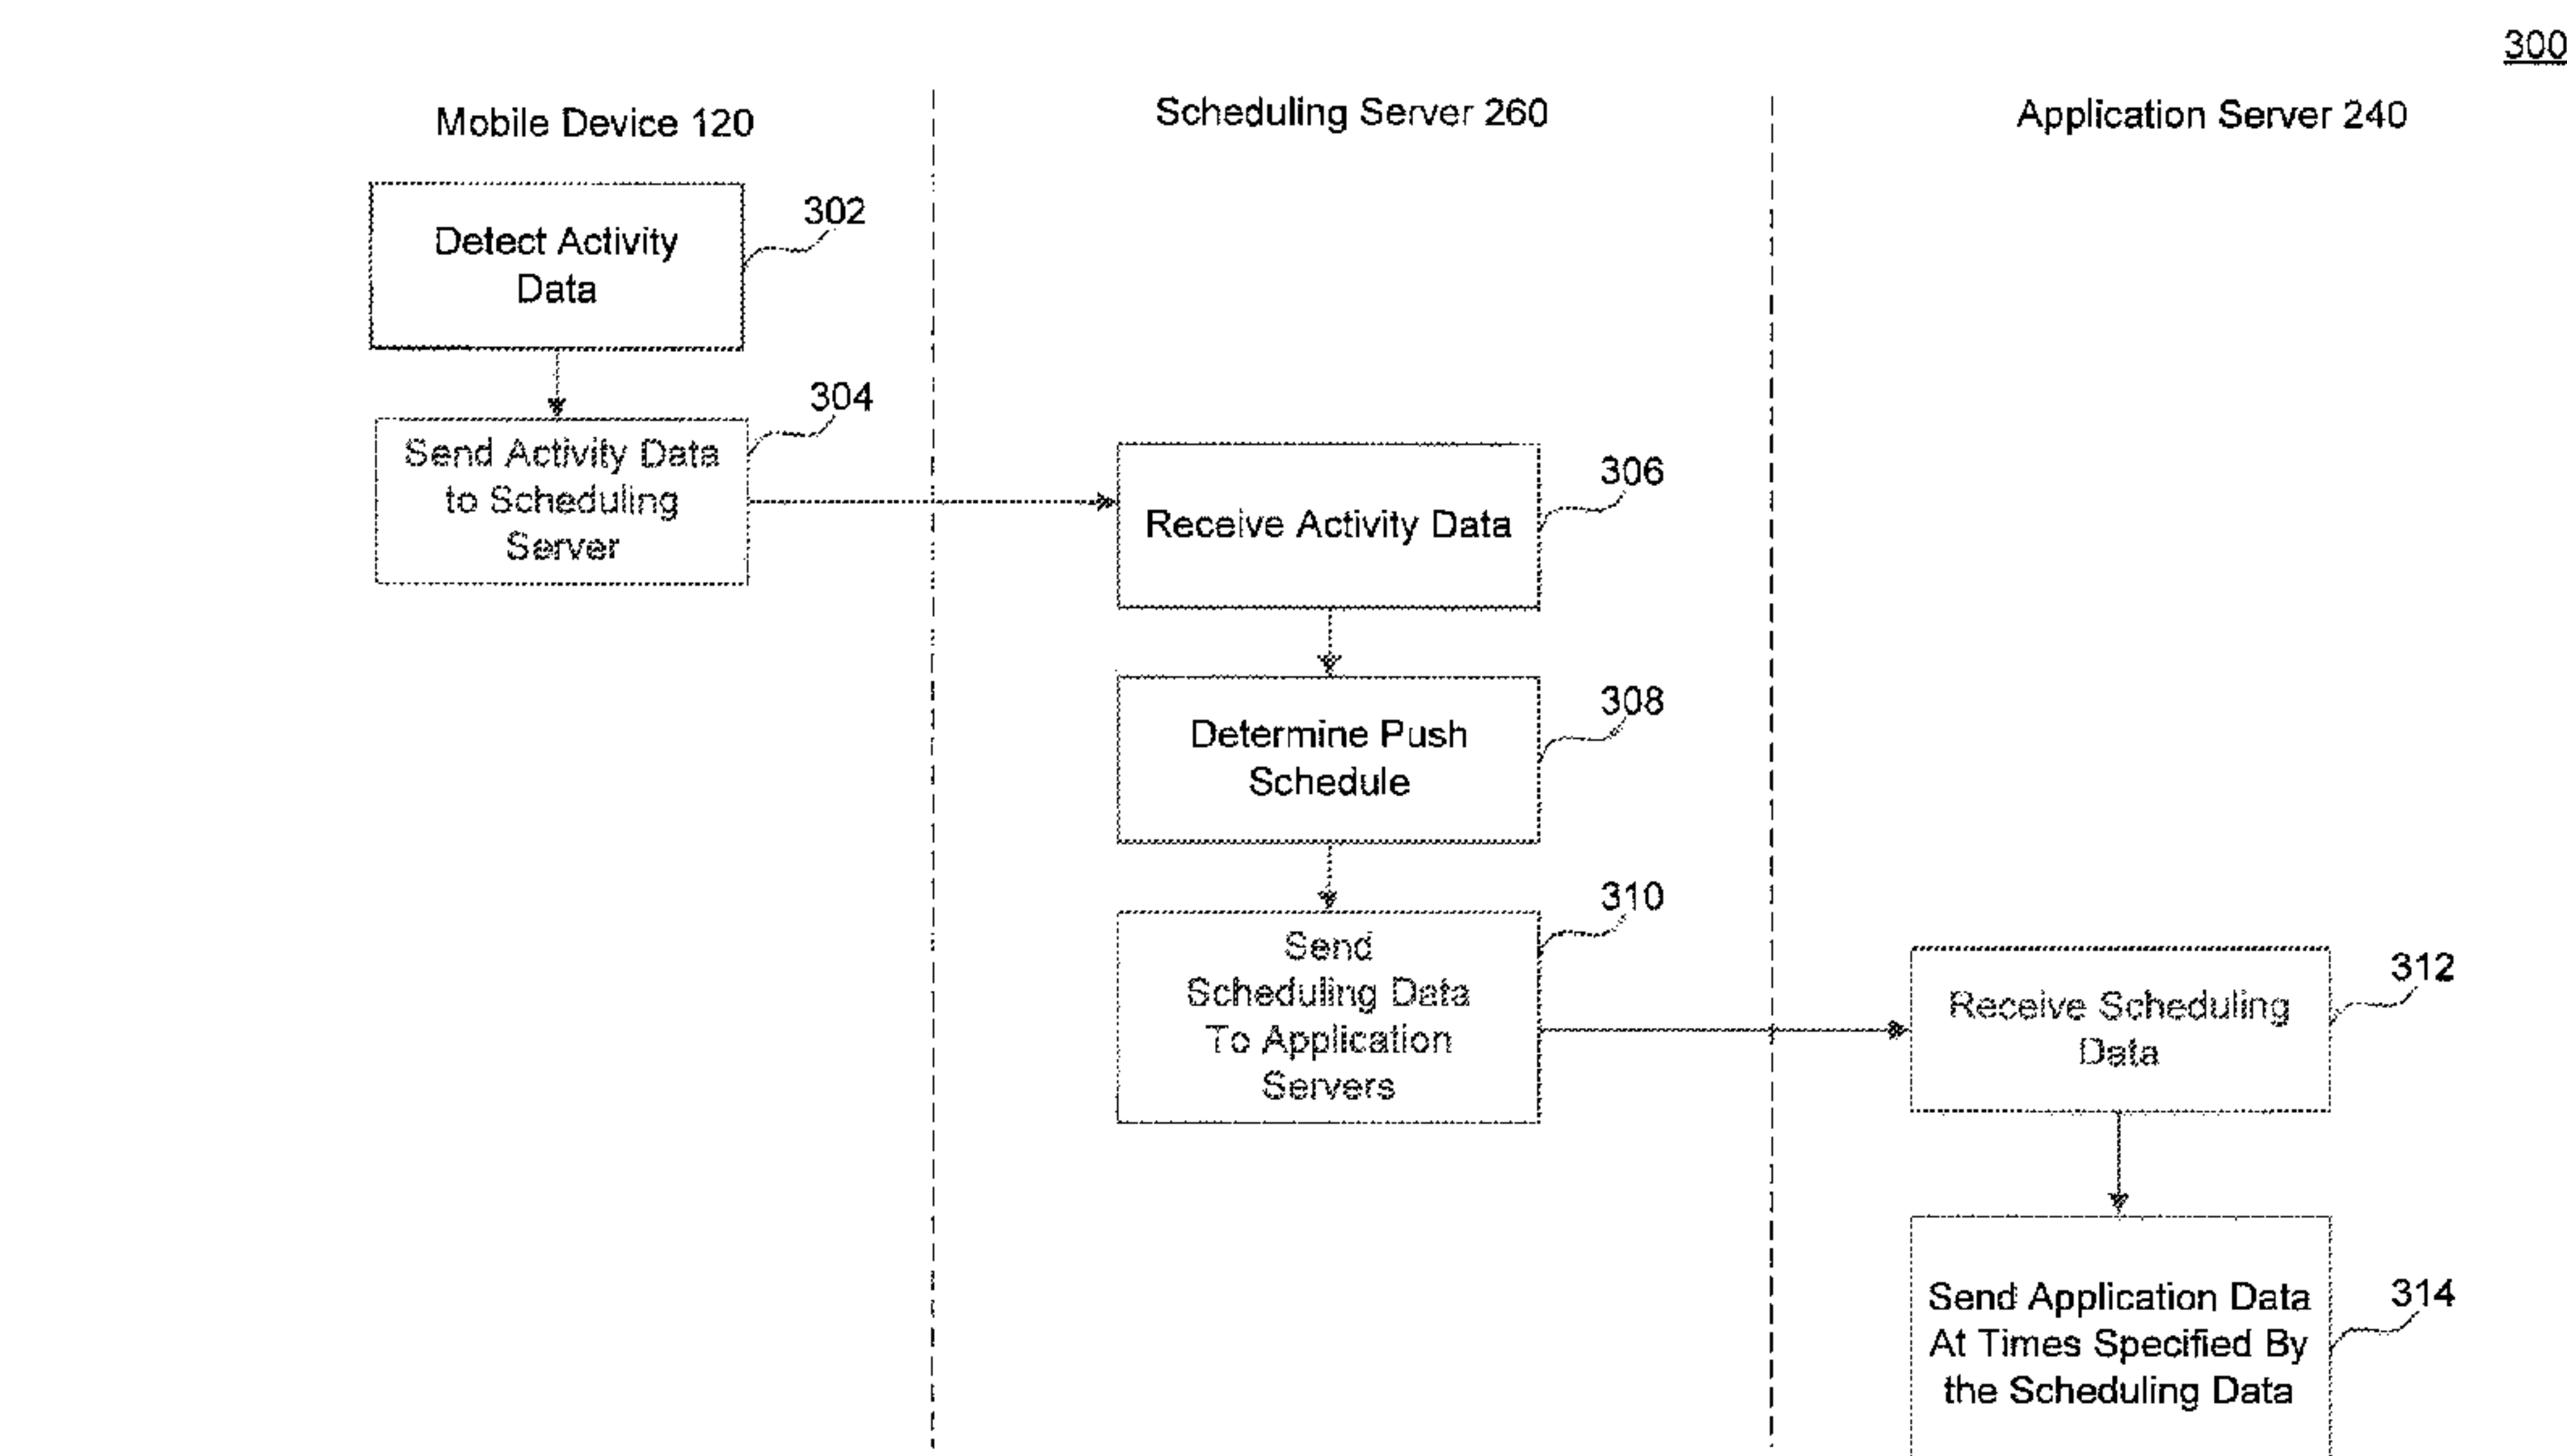 300
Mobile Device 120
Scheduling Server 260
Application Server 240
302
Detect Activity
Data
304
Send Activity Data
to Scheduling
Server
306
Receive Activity Data
308
Determine Push
Schedule
310
Send
Scheduling Data
To Application
Servers
312
Receive Scheduling
Data
314
Send Application Data
At Times Specified By
the Scheduling Data